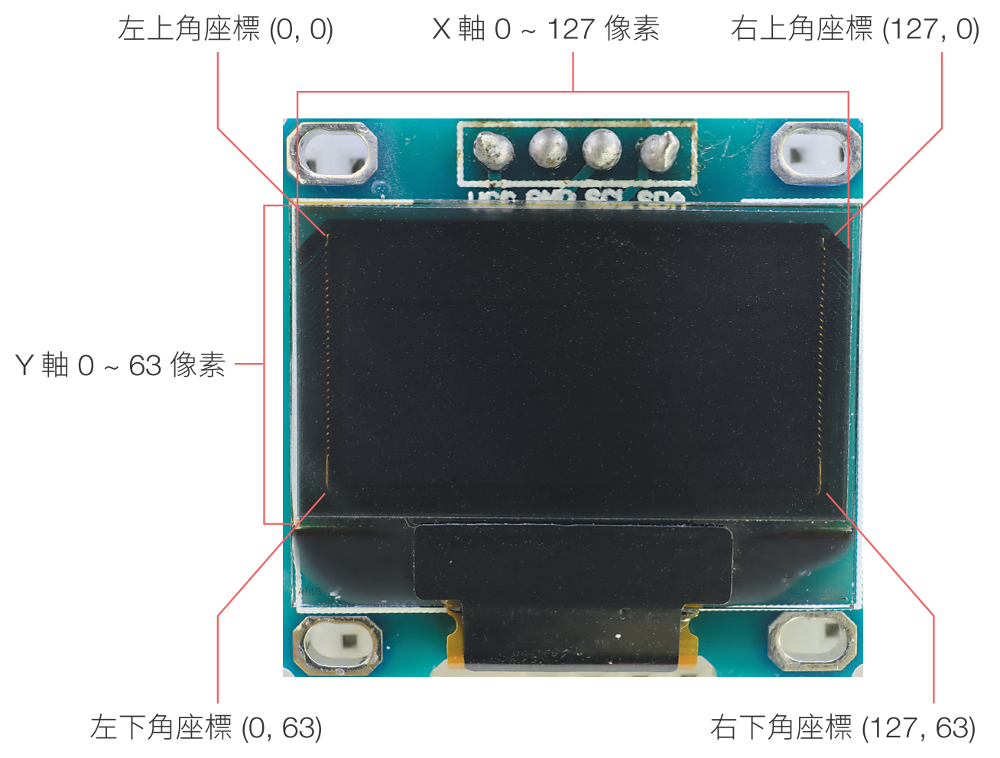 左上角座標 (0, 0)
X 軸 0 ~ 127 像素
右上角座標 (127, 0)
Y 軸 0 ~ 63 像素
左下角座標 (0, 63)
右下角座標 (127, 63)